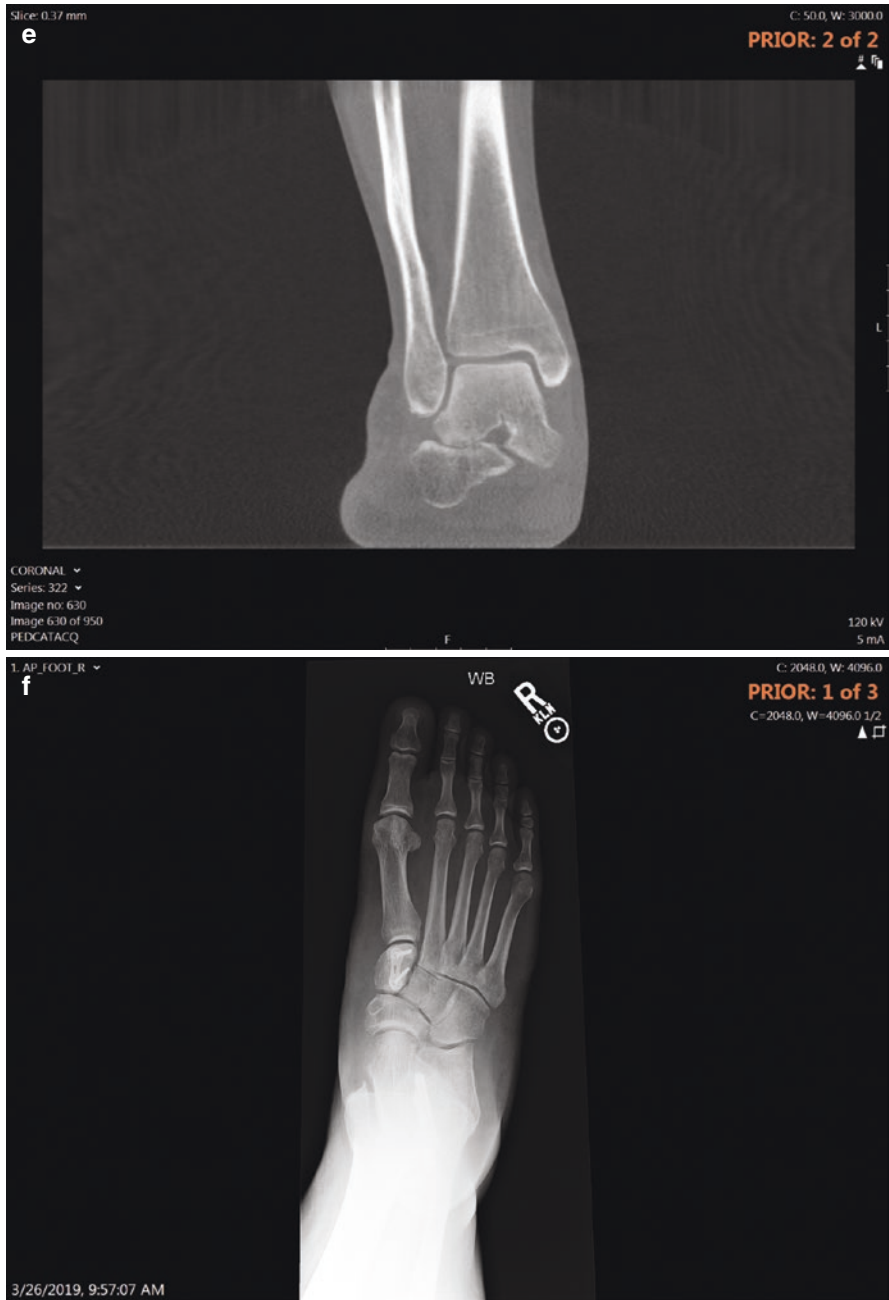 Slice: 0.37 mm
C: 50.0, W: 3000.0
e
PRIOR: 2 of 2
#
L
CORONAL
Series: 322
Image no: 630
Image 630 of 950
PEDCATACQ
120 kV
5 mA
F
1. AP_FOOT_R
C: 2048.0, W: 4096.0
f
WB
R
KLW
PRIOR: 1 of 3
C=2048.0, W=4096.0 1/2
3/26/2019, 9:57:07 AM